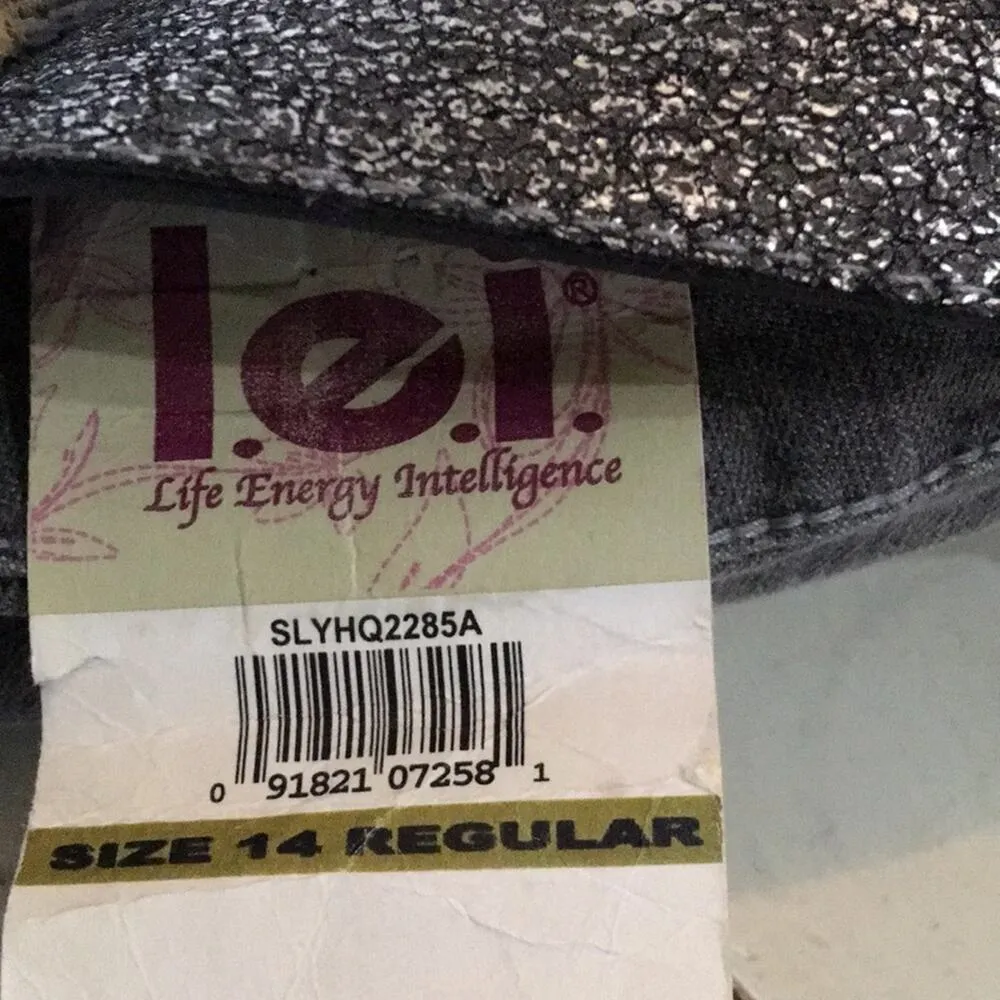 l.e.l.®
Life Energy Intelligence
SLYHQ2285A
0 91821 07258 1
SIZE 14 REGULAR